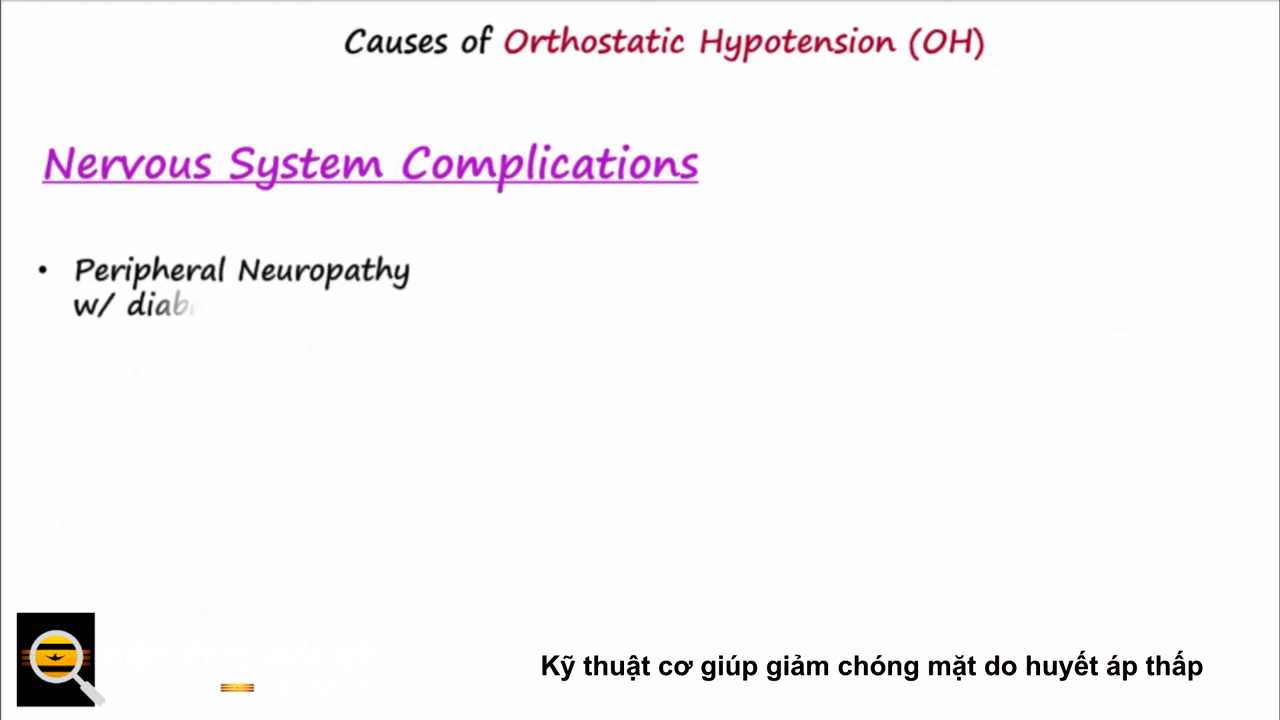 Causes of Orthostatic Hypotension (OH)
Nervous System Complications
• Peripheral Neuropathy
w/ diab
Kỹ thuật cơ giúp giảm chóng mặt do huyết áp thấp